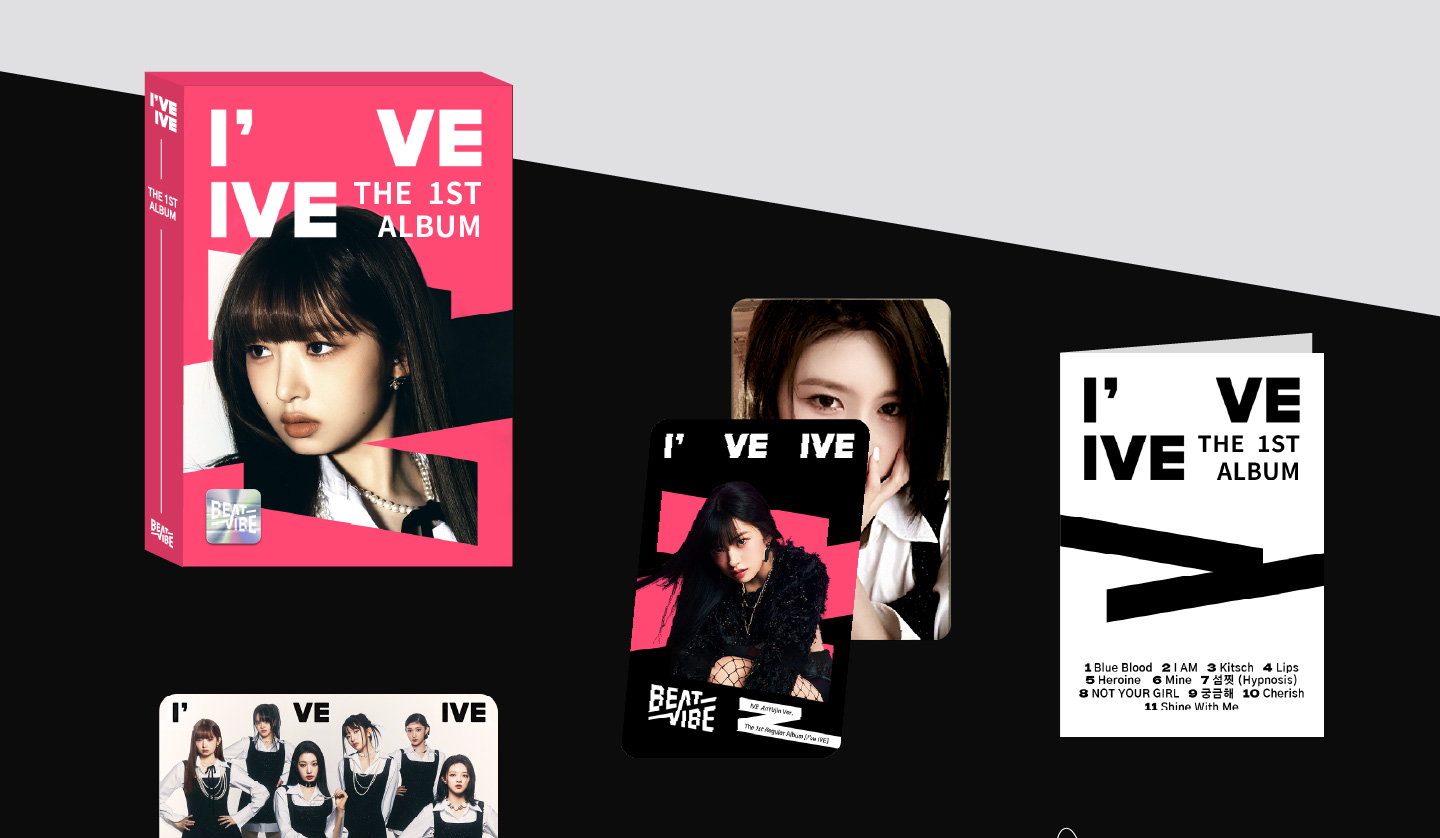 I'VE
IVE
THE 1ST
ALBUM
BEAT-
VIBE
I' VE
IVE THE 1ST
ALBUM
BEAT-
VIBE
I' VE IVE
BEAT-
VIBE
IVE AnYujin Ver.
The 1st Regular Album [I've IVE]
I' VE
IVE THE 1ST
ALBUM
1 Blue Blood 2 I AM 3 Kitsch 4 Lips
5 Heroine 6 Mine 7 섬찟 (Hypnosis)
8 NOT YOUR GIRL 9 궁금해 10 Cherish
11 Shine With Me
I' VE IVE